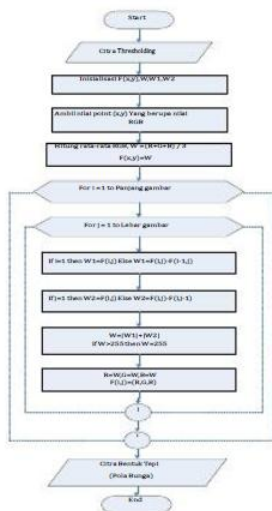 Start
Citra Thresholding
Inisialisasi F(x,y),W,W1,W2
Ambil nilai point (x,y) Yang berupa nilai
RGB
Hitung rata-rata RGB, W =(R+G+B) / 3
F(x,y)=W
For i = 1 to Panjang gambar
For j = 1 to Lebar gambar
If i=1 then W1=F(i,j) Else W1=F(i,j)-F(i-1,j)
If j=1 then W2=F(i,j) Else W2=F(i,j)-F(i,j-1)
W=(W1)+(W2)
If W>255 then W=255
R=W,G=W,B=W
F(i,j)=(R,G,B)
Citra Bentuk Tepi
(Pola Bunga)
End